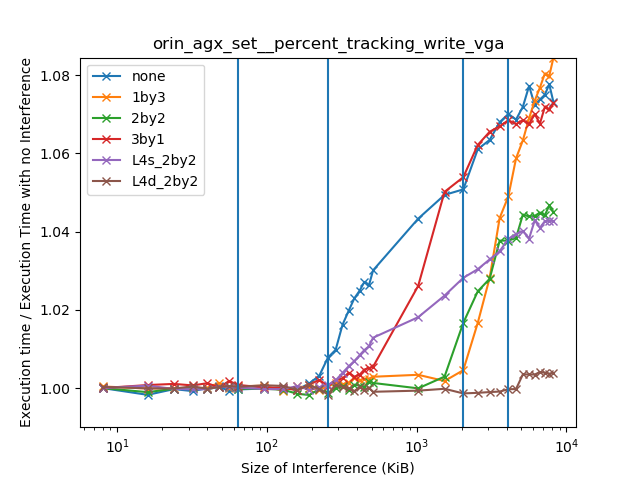 orin_agx_set__percent_tracking_write_vga
Execution time / Execution Time with no Interference
1.08
1.06
1.04
1.02
1.00
none
1by3
2by2
3by1
L4s_2by2
L4d_2by2
10¹
10²
10³
10⁴
Size of Interference (KiB)